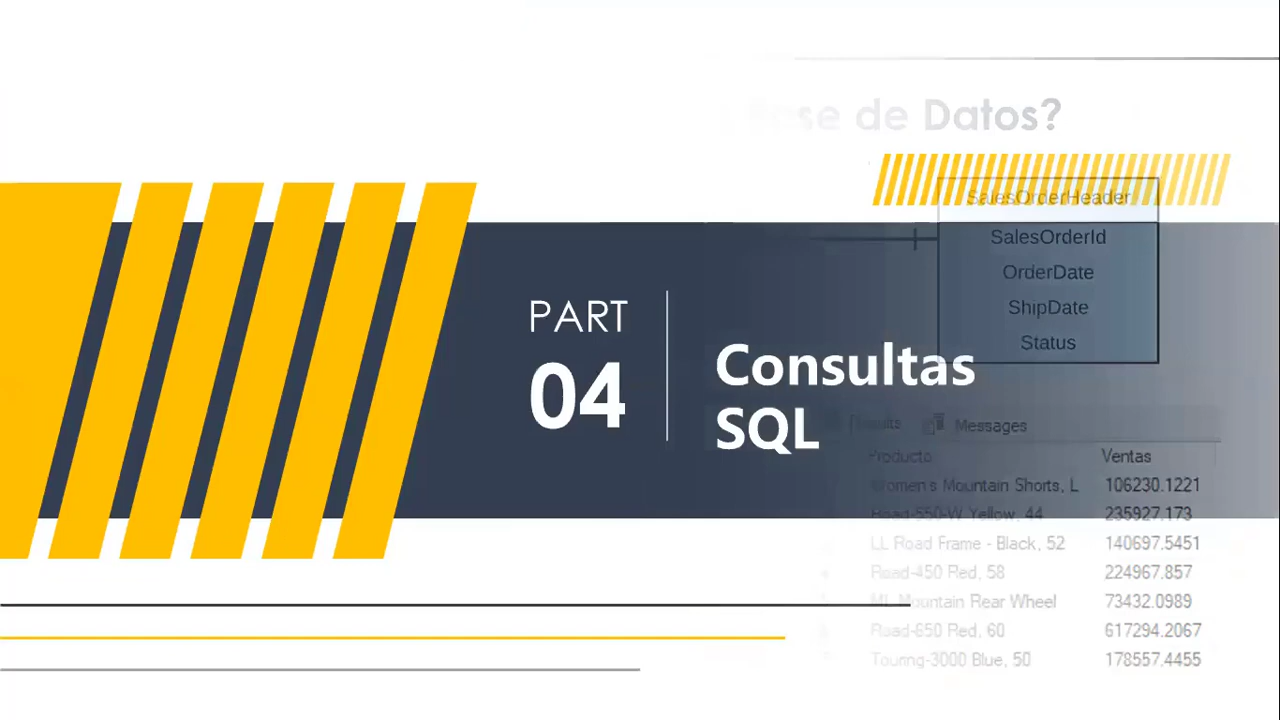 de Datos?
SalesOrderHeader
SalesOrderId
OrderDate
ShipDate
Status
PART
04
Consultas
SQL
Results Messages
Producto Ventas
Women's Mountain Shorts, L 106230.1221
Road-550-W Yellow, 44 235927.173
LL Road Frame - Black, 52 140697.5451
Road-450 Red, 58 224967.857
ML Mountain Rear Wheel 73432.0989
Road-650 Red, 60 617294.2067
Touring-3000 Blue, 50 178557.4455